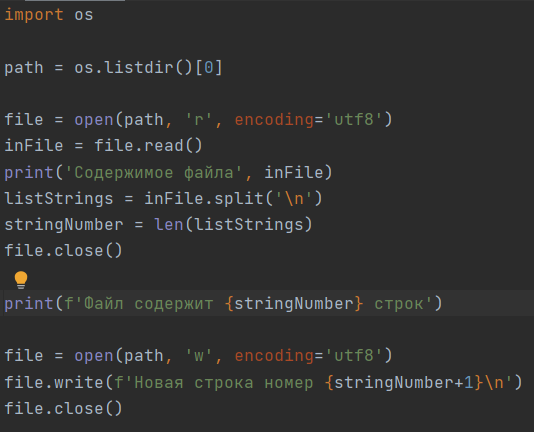 import os
path = os.listdir()[0]
file = open(path, 'r', encoding='utf8')
inFile = file.read()
print('Содержимое файла', inFile)
listStrings = inFile.split('\n')
stringNumber = len(listStrings)
file.close()
print(f'Файл содержит {stringNumber} строк')
file = open(path, 'w', encoding='utf8')
file.write(f'Новая строка номер {stringNumber+1}\n')
file.close()